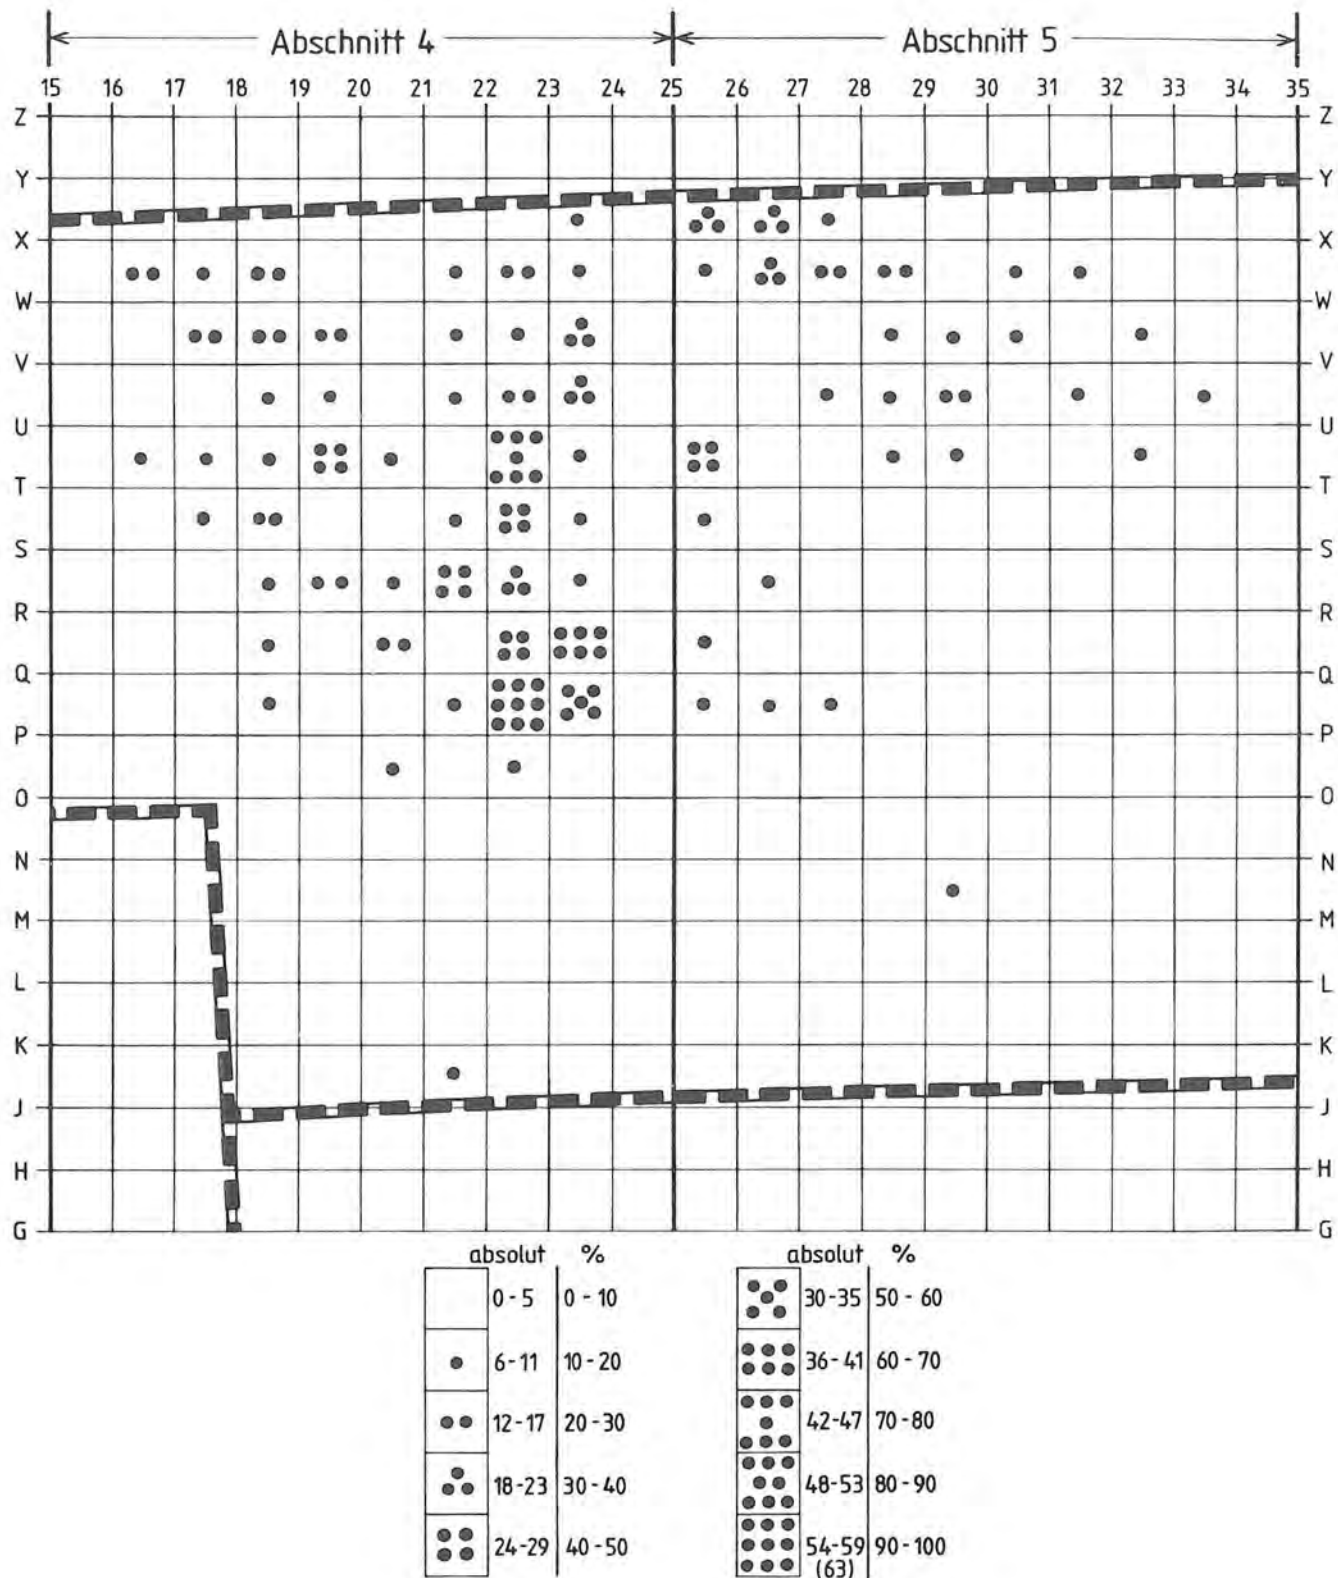 Abschnitt 4 Abschnitt 5
15 16 17 18 19 20 21 22 23 24 25 26 27 28 29 30 31 32 33 34 35
Z Z
Y Y
X X
W W
V V
U U
T T
S S
R R
Q Q
P P
O O
N N
M M
L L
K K
J J
H H
G G
absolut %
0-5 0-10
6-11 10-20
12-17 20-30
18-23 30-40
24-29 40-50
absolut %
30-35 50-60
36-41 60-70
42-47 70-80
48-53 80-90
54-59 90-100
(63)